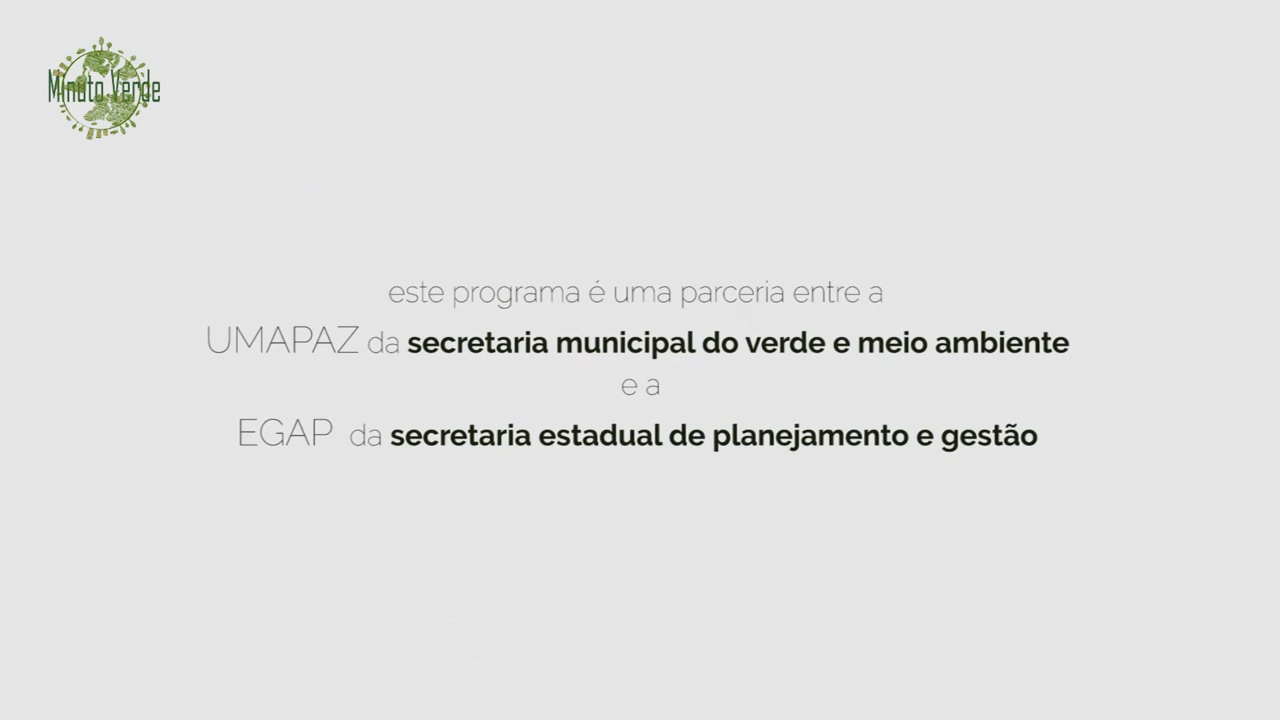 Minuto Verde
este programa é uma parceria entre a
UMAPAZ da secretaria municipal do verde e meio ambiente
e a
EGAP da secretaria estadual de planejamento e gestão